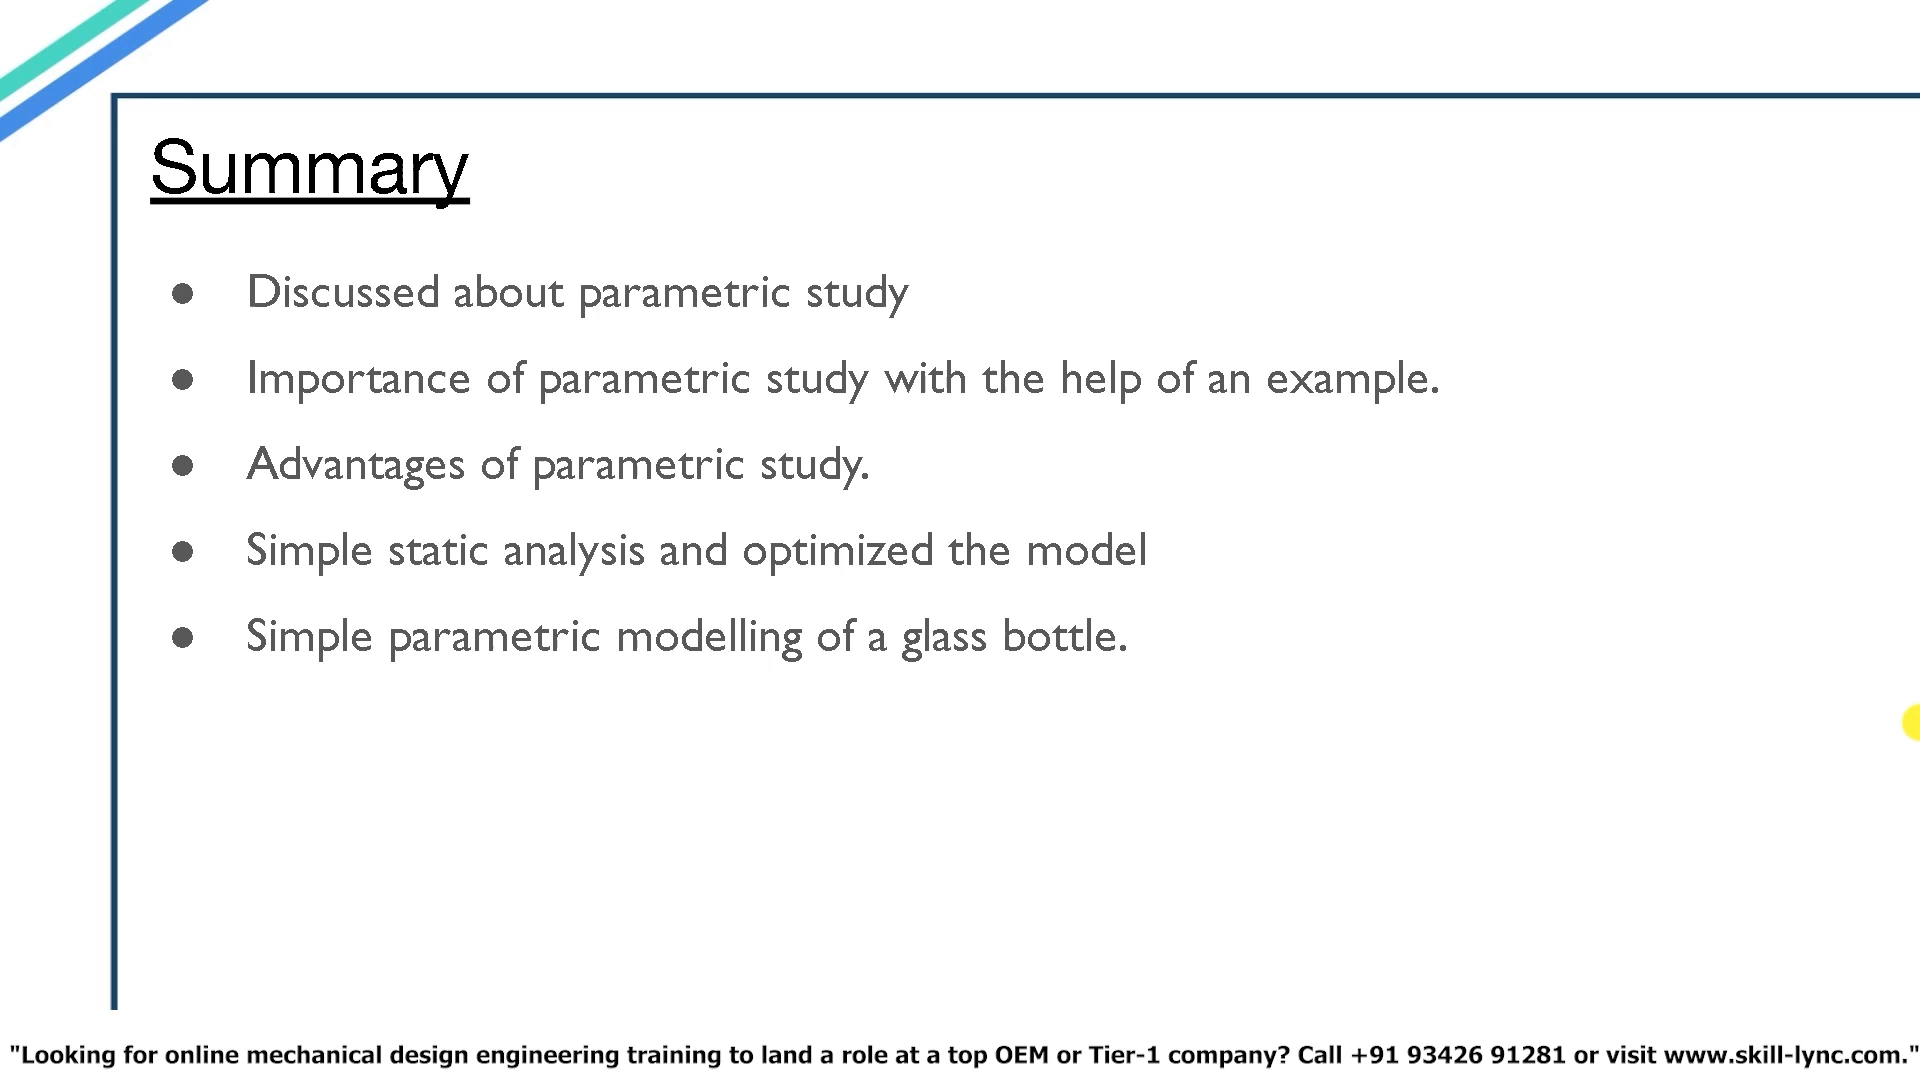 Summary
● Discussed about parametric study
● Importance of parametric study with the help of an example.
● Advantages of parametric study.
● Simple static analysis and optimized the model
● Simple parametric modelling of a glass bottle.
"Looking for online mechanical design engineering training to land a role at a top OEM or Tier-1 company? Call +91 93426 91281 or visit www.skill-lync.com."